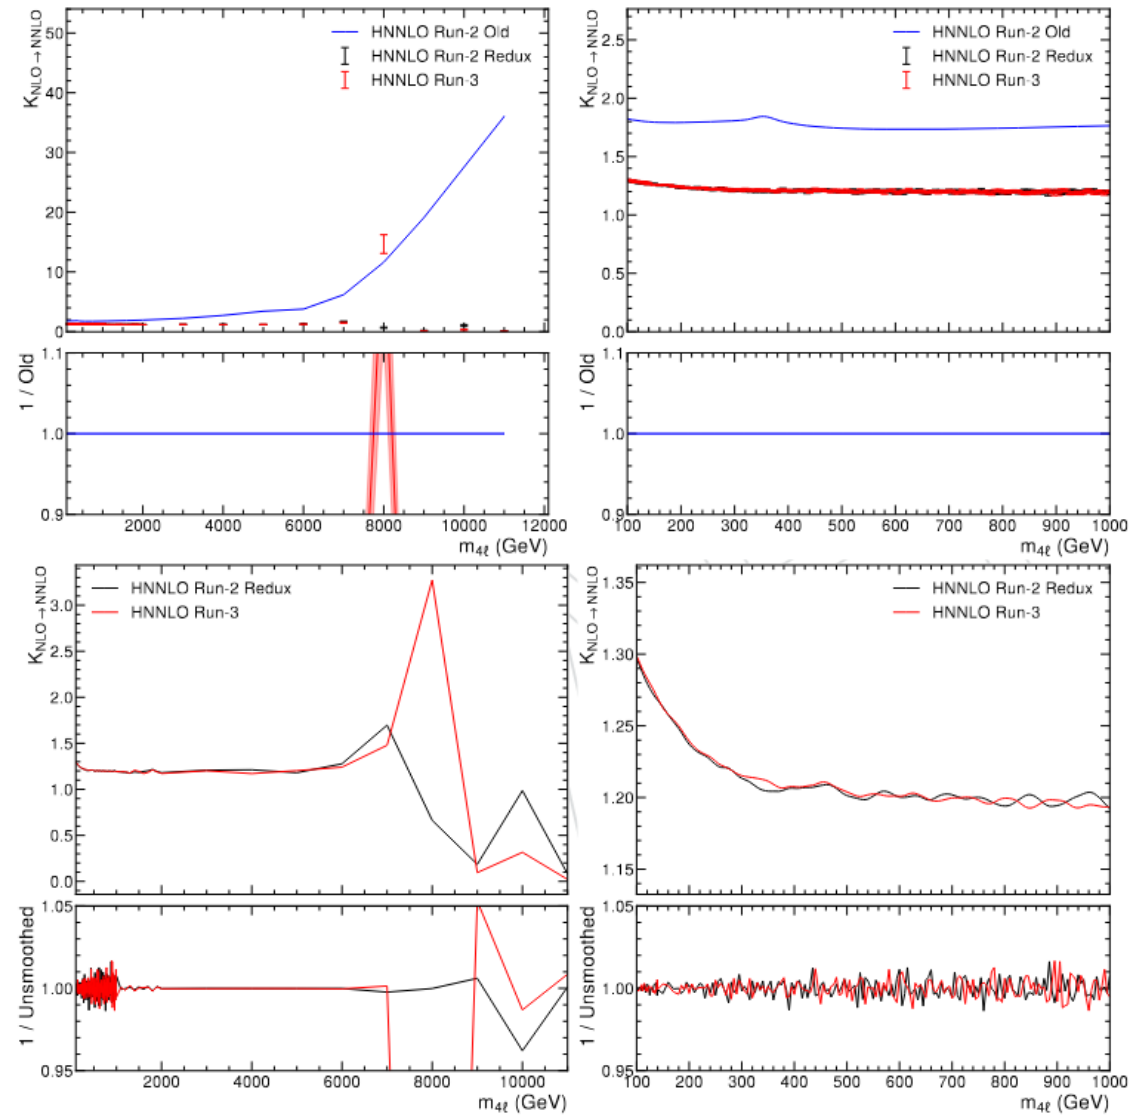 K_NLO→NNLO
50
40
30
20
10
0
HNNLO Run-2 Old
HNNLO Run-2 Redux
HNNLO Run-3
1 / Old
1.1
1.0
0.9
2000 4000 6000 8000 10000 12000
m_4ℓ (GeV)
K_NLO→NNLO
2.5
2.0
1.5
1.0
0.5
0.0
HNNLO Run-2 Old
HNNLO Run-2 Redux
HNNLO Run-3
1 / Old
1.1
1.0
0.9
100 200 300 400 500 600 700 800 900 1000
m_4ℓ (GeV)
K_NLO→NNLO
3.0
2.5
2.0
1.5
1.0
0.5
0.0
HNNLO Run-2 Redux
HNNLO Run-3
1 / Unsmoothed
1.05
1.00
0.95
2000 4000 6000 8000 10000
m_4ℓ (GeV)
K_NLO→NNLO
1.35
1.30
1.25
1.20
1.15
HNNLO Run-2 Redux
HNNLO Run-3
1 / Unsmoothed
1.05
1.00
0.95
100 200 300 400 500 600 700 800 900 1000
m_4ℓ (GeV)